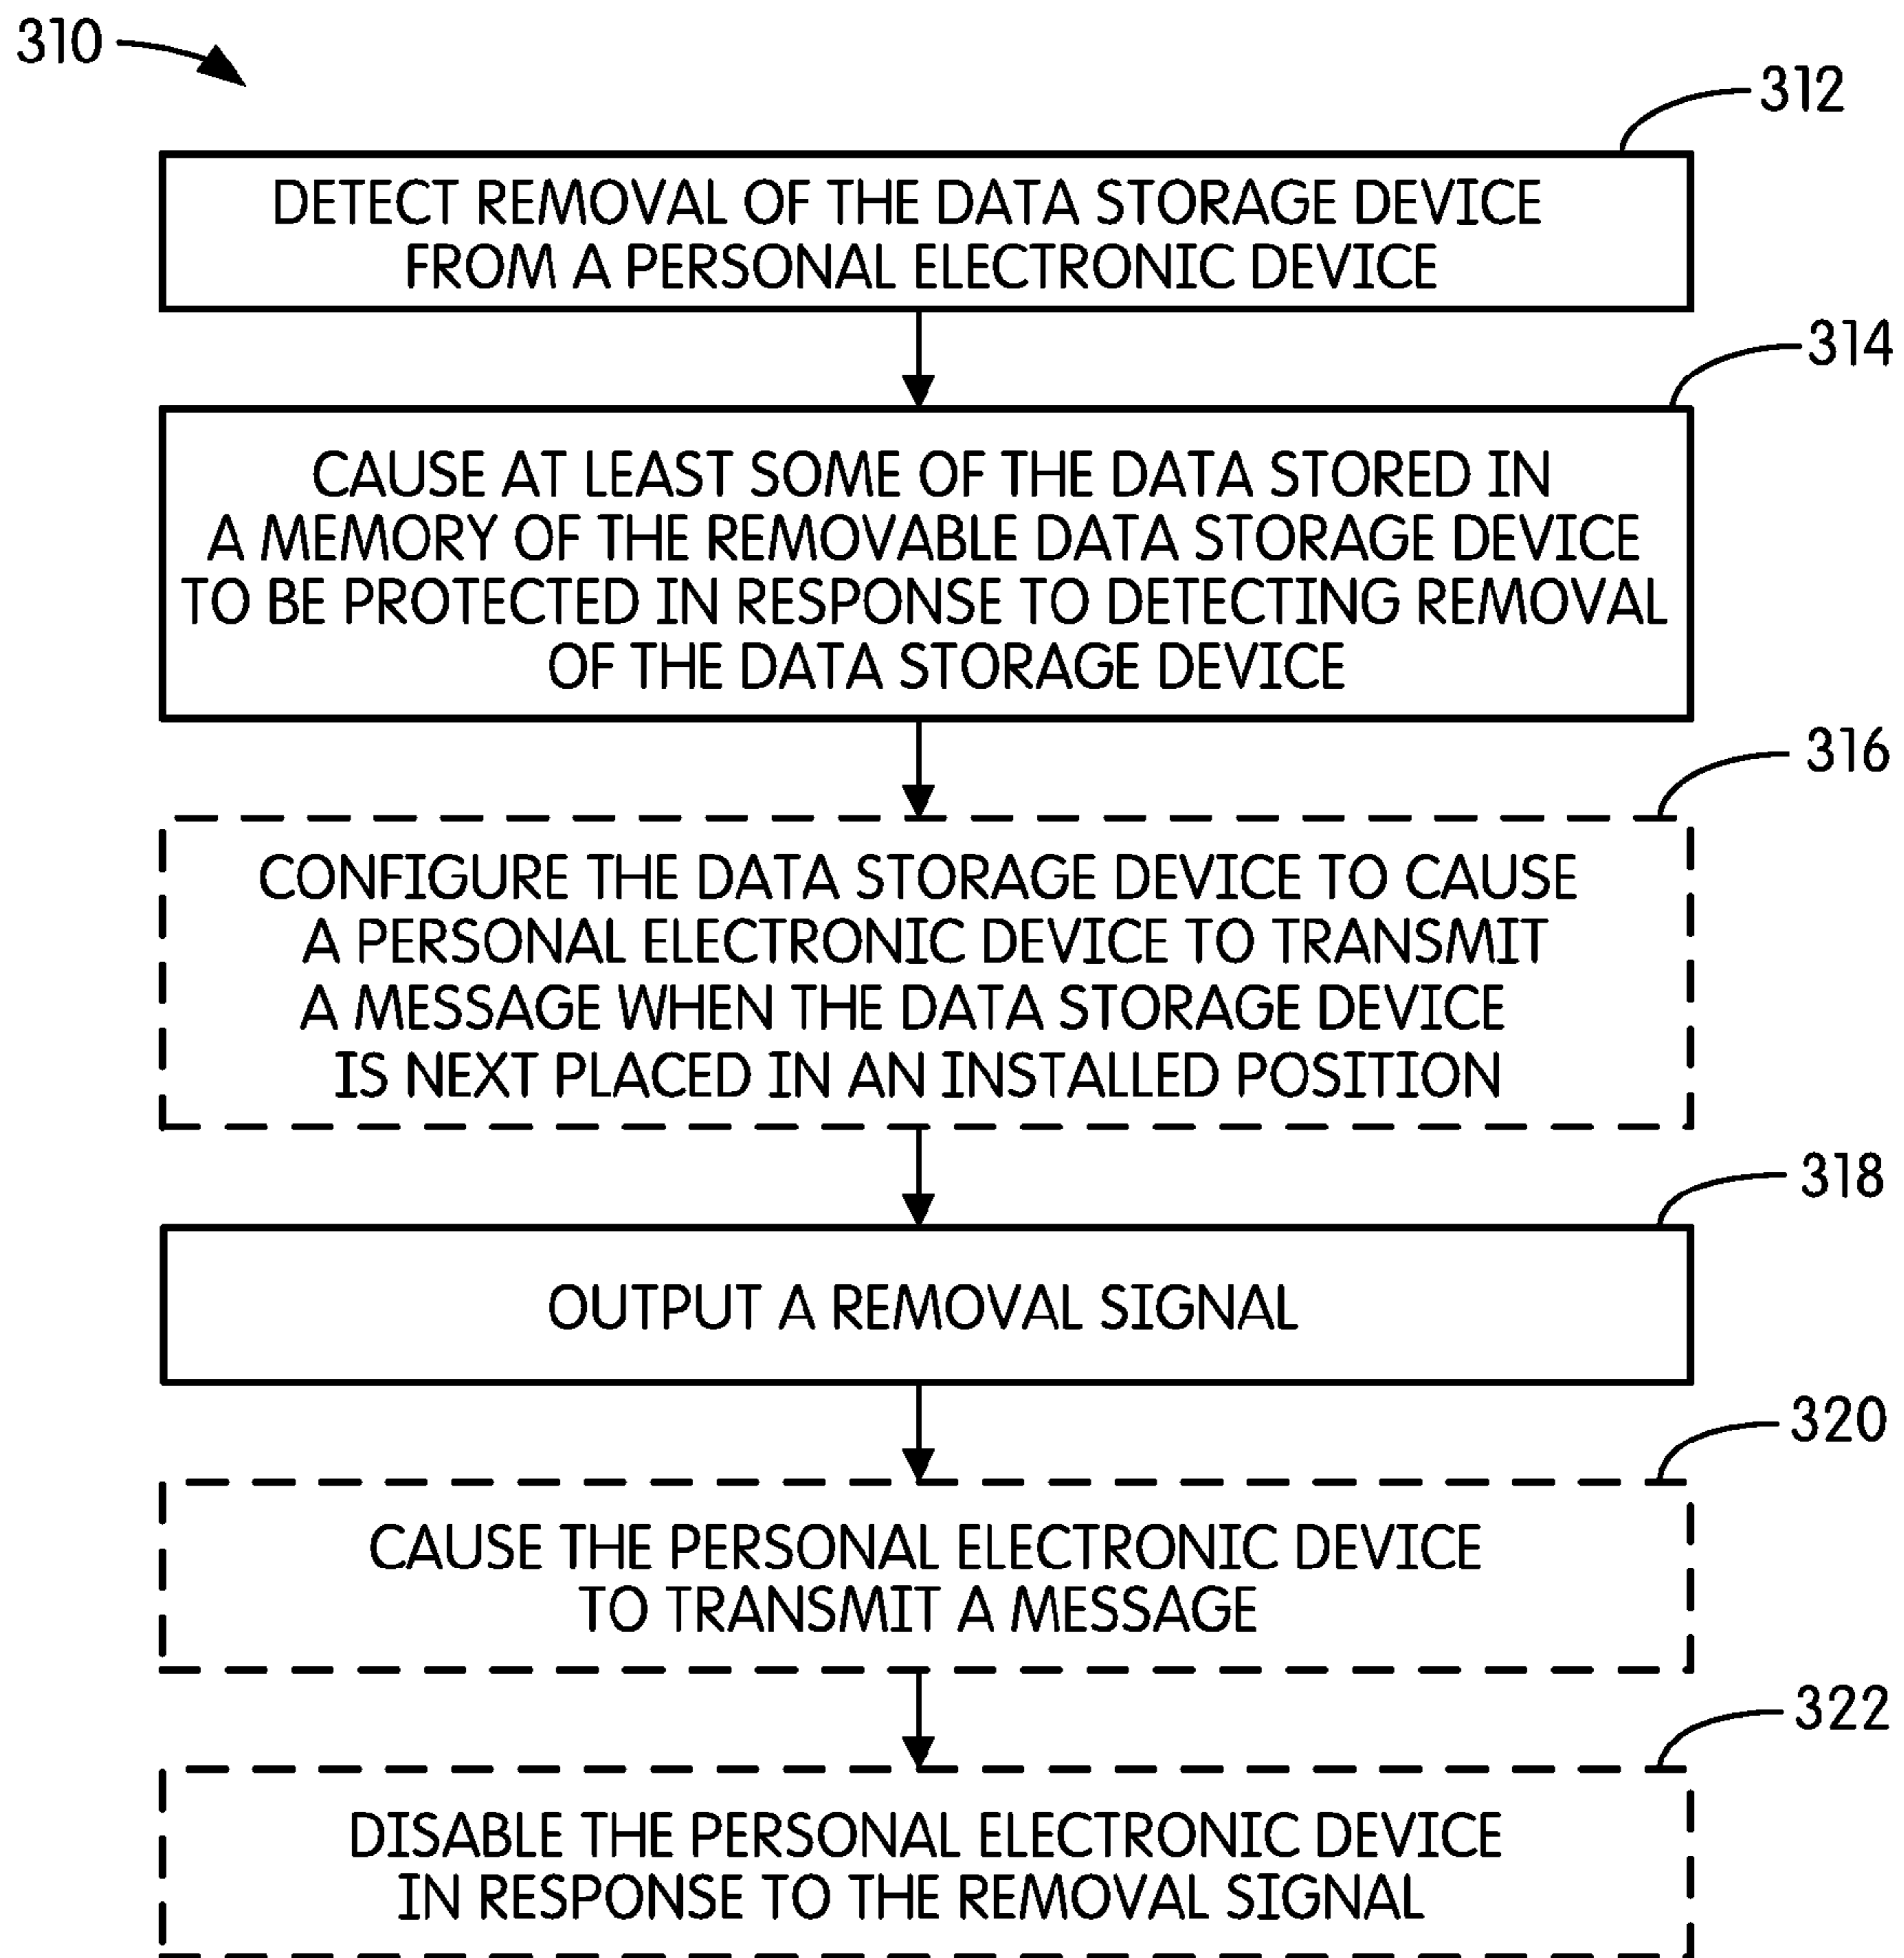 310
312
DETECT REMOVAL OF THE DATA STORAGE DEVICE
FROM A PERSONAL ELECTRONIC DEVICE
314
CAUSE AT LEAST SOME OF THE DATA STORED IN
A MEMORY OF THE REMOVABLE DATA STORAGE DEVICE
TO BE PROTECTED IN RESPONSE TO DETECTING REMOVAL
OF THE DATA STORAGE DEVICE
316
CONFIGURE THE DATA STORAGE DEVICE TO CAUSE
A PERSONAL ELECTRONIC DEVICE TO TRANSMIT
A MESSAGE WHEN THE DATA STORAGE DEVICE
IS NEXT PLACED IN AN INSTALLED POSITION
318
OUTPUT A REMOVAL SIGNAL
320
CAUSE THE PERSONAL ELECTRONIC DEVICE
TO TRANSMIT A MESSAGE
322
DISABLE THE PERSONAL ELECTRONIC DEVICE
IN RESPONSE TO THE REMOVAL SIGNAL